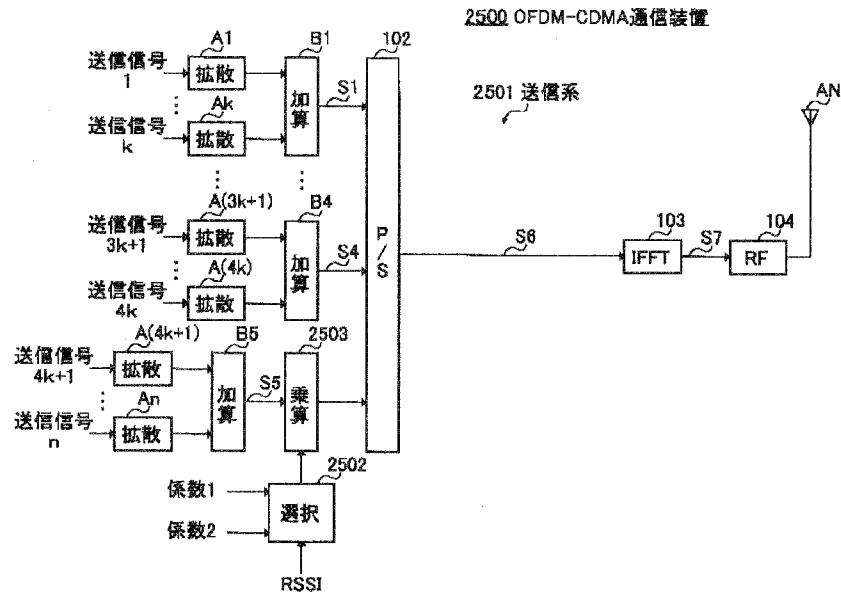 2500 OFDM-CDMA通信装置
2501 送信系
送信信号
1
A1
拡散
B1
加算
S1
102
P/S
送信信号
k
Ak
拡散
送信信号
3k+1
A(3k+1)
拡散
B4
加算
S4
送信信号
4k
A(4k)
拡散
送信信号
4k+1
A(4k+1)
拡散
B5
加算
S5
2503
乗算
送信信号
n
An
拡散
係数1
係数2
2502
選択
RSSI
S6
103
IFFT
S7
104
RF
AN